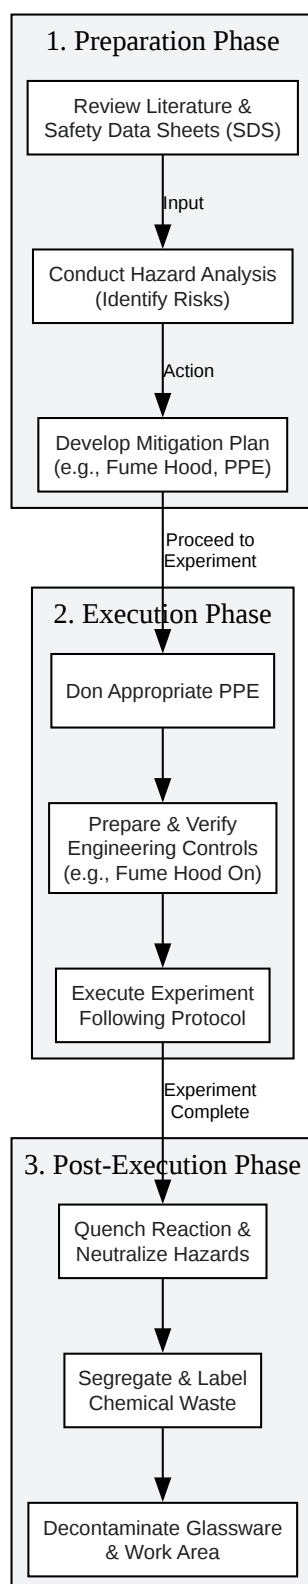 1. Preparation Phase
Review Literature &
Safety Data Sheets (SDS)
Input
Conduct Hazard Analysis
(Identify Risks)
Action
Develop Mitigation Plan
(e.g., Fume Hood, PPE)
Proceed to
Experiment
2. Execution Phase
Don Appropriate PPE
Prepare & Verify
Engineering Controls
(e.g., Fume Hood On)
Execute Experiment
Following Protocol
Experiment
Complete
3. Post-Execution Phase
Quench Reaction &
Neutralize Hazards
Segregate & Label
Chemical Waste
Decontaminate Glassware
& Work Area